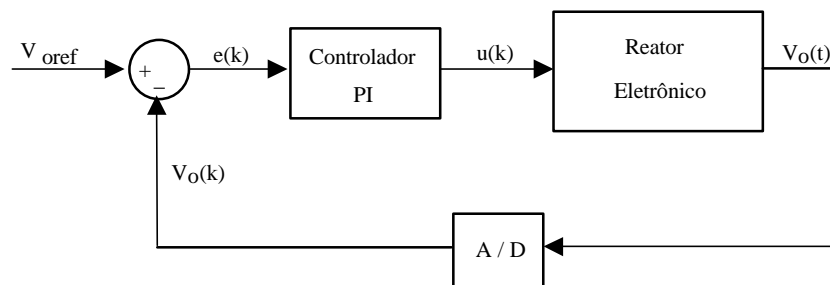 V oref
+
−
e(k)
Controlador
PI
u(k)
Reator
Eletrônico
Vo(t)
Vo(k)
A / D